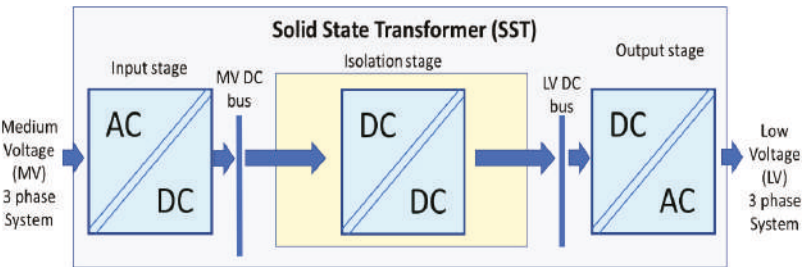 Solid State Transformer (SST)
Input stage
MV DC
bus
Isolation stage
LV DC
bus
Output stage
Medium
Voltage
(MV)
3 phase
System
AC
DC
DC
DC
DC
AC
Low
Voltage
(LV)
3 phase
System